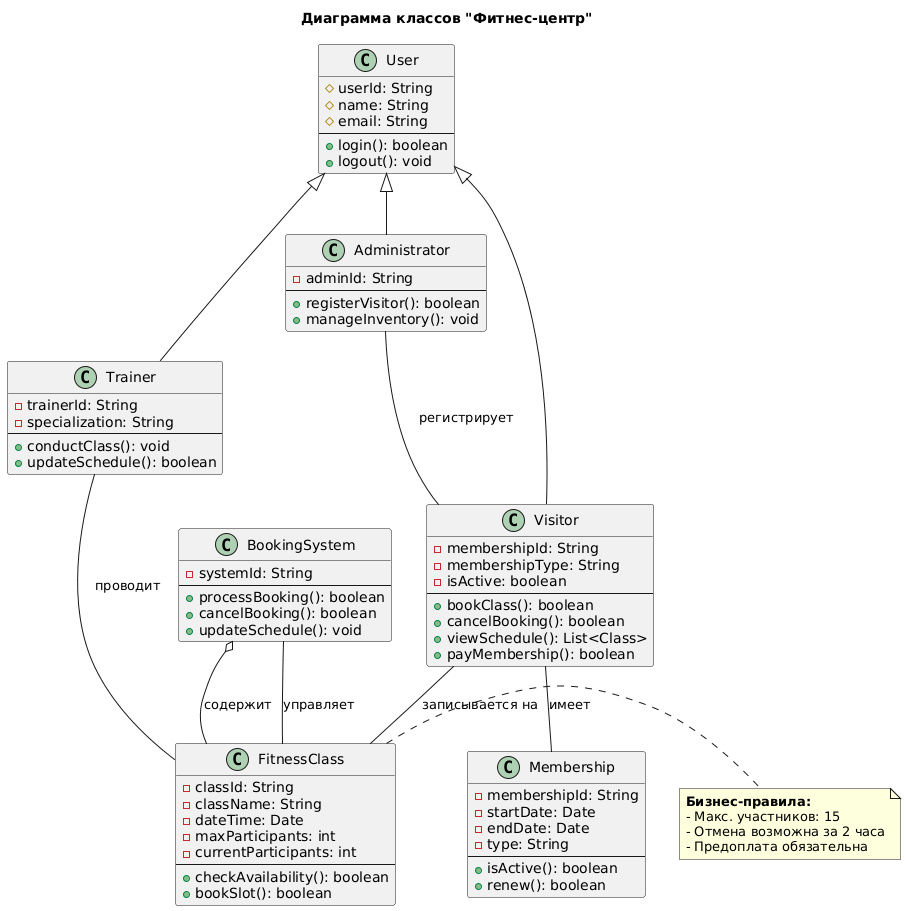 Диаграмма классов "Фитнес-центр"
C User
userId: String
name: String
email: String
login(): boolean
logout(): void
C Administrator
adminId: String
registerVisitor(): boolean
manageInventory(): void
C Trainer
trainerId: String
specialization: String
conductClass(): void
updateSchedule(): boolean
регистрирует
C Visitor
membershipId: String
membershipType: String
isActive: boolean
bookClass(): boolean
cancelBooking(): boolean
viewSchedule(): List<Class>
payMembership(): boolean
C BookingSystem
systemId: String
processBooking(): boolean
cancelBooking(): boolean
updateSchedule(): void
проводит
содержит
управляет
записывается на
имеет
C FitnessClass
classId: String
className: String
dateTime: Date
maxParticipants: int
currentParticipants: int
checkAvailability(): boolean
bookSlot(): boolean
C Membership
membershipId: String
startDate: Date
endDate: Date
type: String
isActive(): boolean
renew(): boolean
Бизнес-правила:
- Макс. участников: 15
- Отмена возможна за 2 часа
- Предоплата обязательна